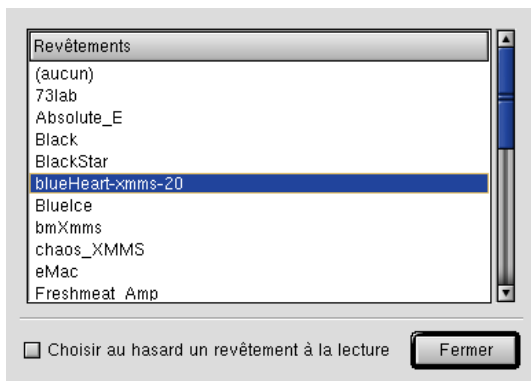 Revêtements
(aucun)
73lab
Absolute_E
Black
BlackStar
blueHeart-xmms-20
BlueIce
bmXmms
chaos_XMMS
eMac
Freshmeat_Amp
Choisir au hasard un revêtement à la lecture
Fermer